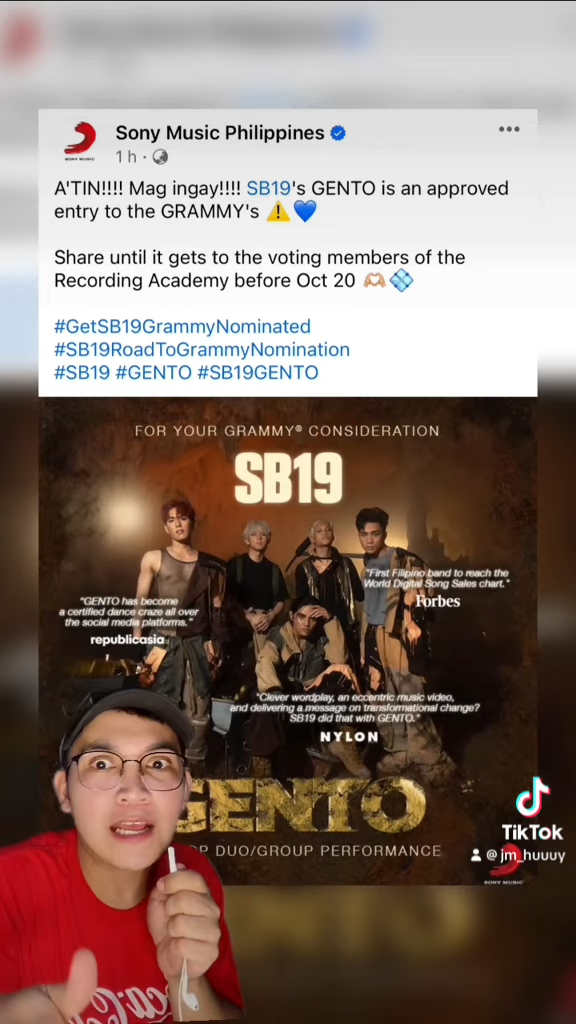 Sony Music Philippines
SONY MUSIC
1 h ·
A'TIN!!!! Mag ingay!!!! SB19's GENTO is an approved
entry to the GRAMMY's ⚠️💙
Share until it gets to the voting members of the
Recording Academy before Oct 20 🫶🏼💠
#GetSB19GrammyNominated
#SB19RoadToGrammyNomination
#SB19 #GENTO #SB19GENTO
FOR YOUR GRAMMY® CONSIDERATION
SB19
"First Filipino band to reach the
World Digital Song Sales chart."
Forbes
"GENTO has become
a certified dance craze all over
the social media platforms."
republicasia
"Clever wordplay, an eccentric music video,
and delivering a message on transformational change?
SB19 did that with GENTO."
NYLON
GENTO
DUO/GROUP PERFORMANCE
TikTok
@jm_huuuy
SONY MUSIC
Coca-Co